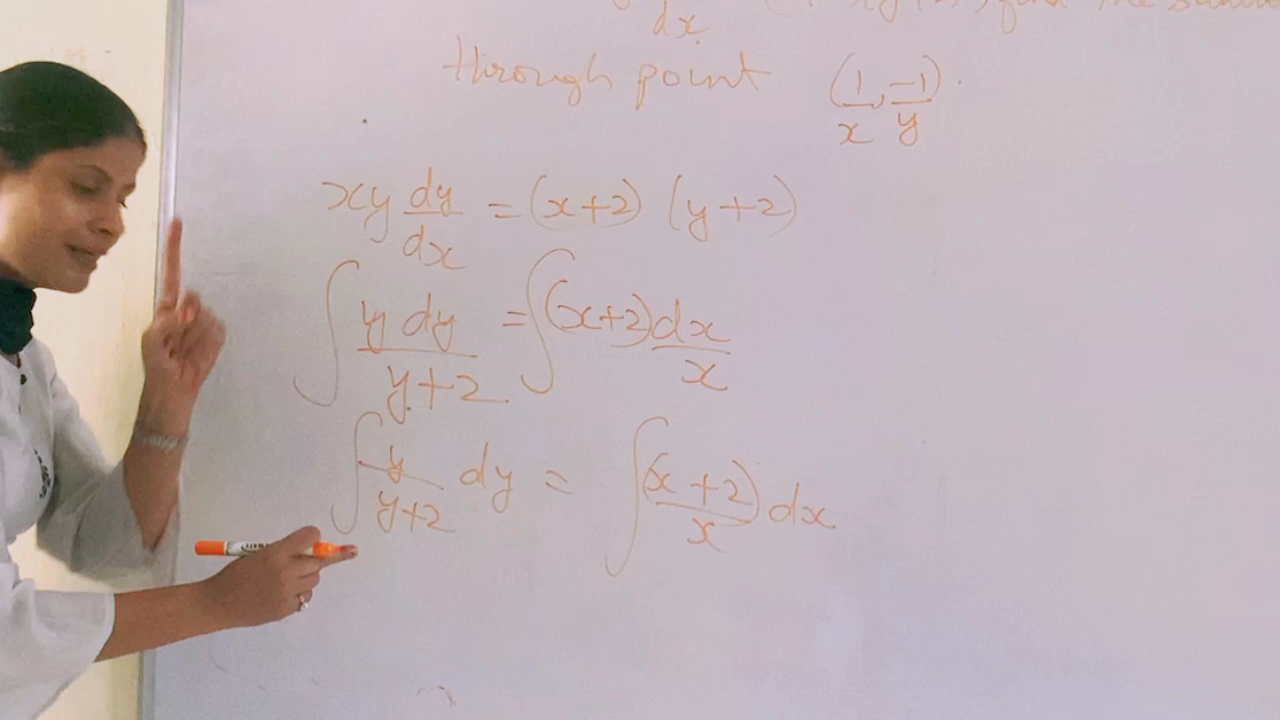 dx
through point (1, -1).
x y
xy dy/dx = (x+2) (y+2)
∫ y dy/y+2 = ∫(x+2)dx/x
∫ y/y+2 dy = ∫ (x+2)/x dx